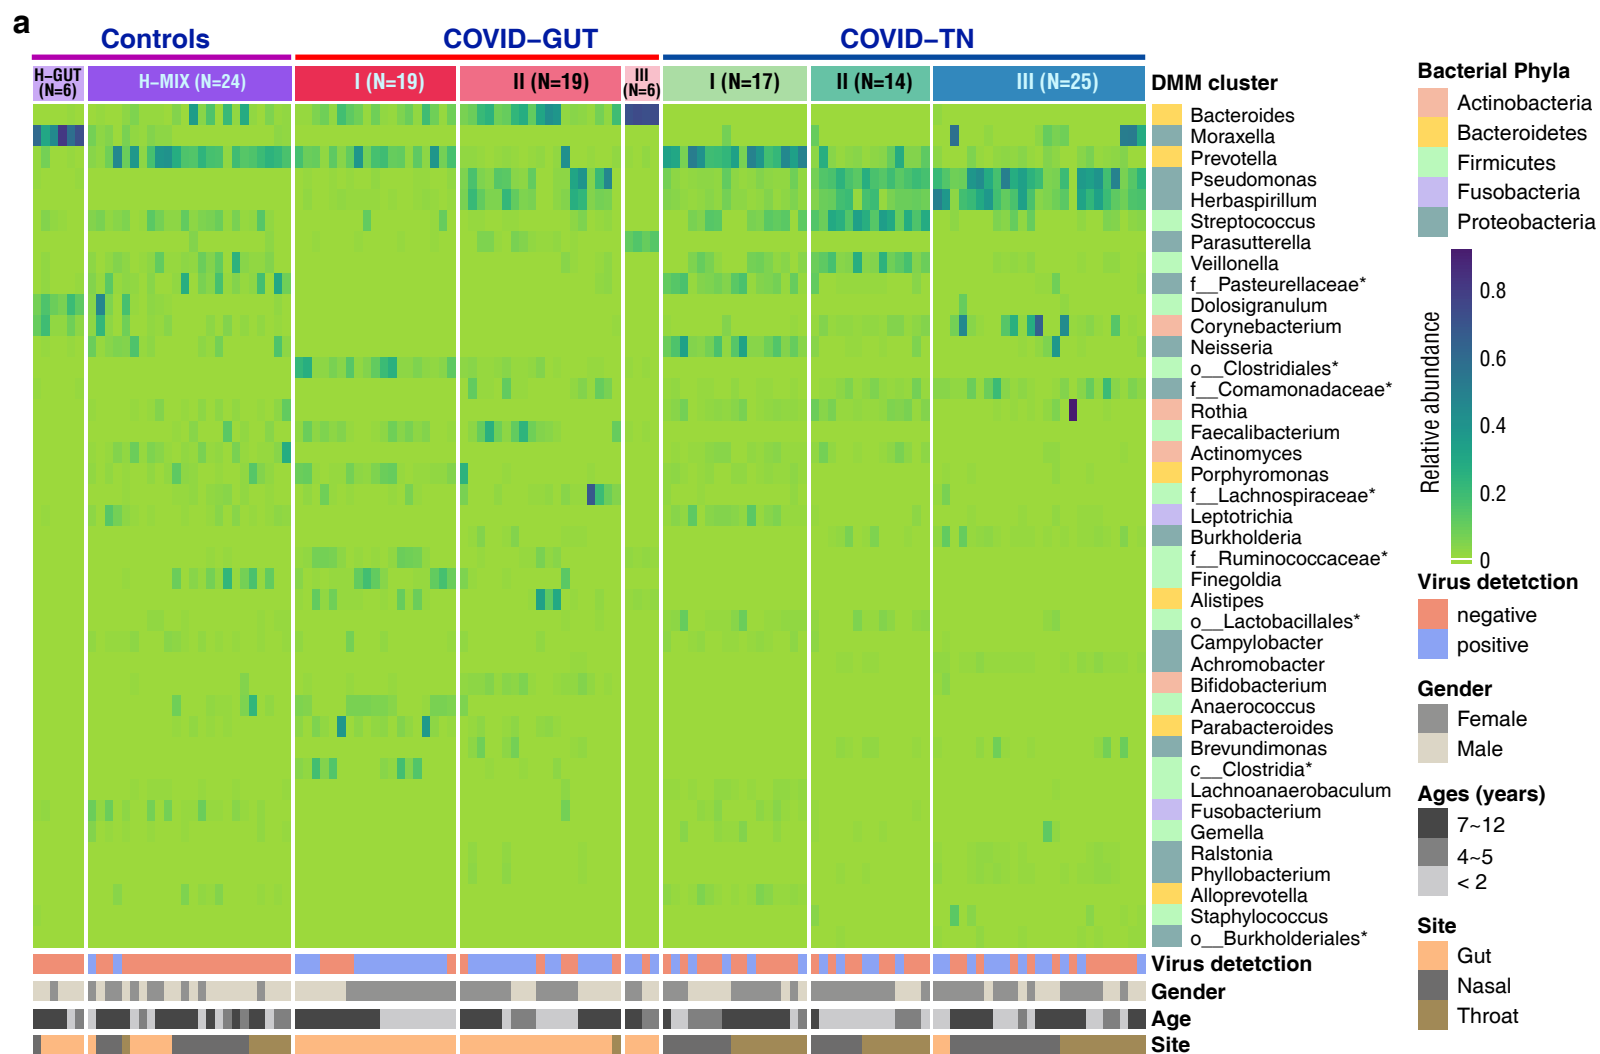 a
Controls
COVID–GUT
COVID–TN
H–GUT
(N=6)
H–MIX (N=24)
I (N=19)
II (N=19)
III
(N=6)
I (N=17)
II (N=14)
III (N=25)
DMM cluster
Bacteroides
Moraxella
Prevotella
Pseudomonas
Herbaspirillum
Streptococcus
Parasutterella
Veillonella
f__Pasteurellaceae*
Dolosigranulum
Corynebacterium
Neisseria
o__Clostridiales*
f__Comamonadaceae*
Rothia
Faecalibacterium
Actinomyces
Porphyromonas
f__Lachnospiraceae*
Leptotrichia
Burkholderia
f__Ruminococcaceae*
Finegoldia
Alistipes
o__Lactobacillales*
Campylobacter
Achromobacter
Bifidobacterium
Anaerococcus
Parabacteroides
Brevundimonas
c__Clostridia*
Lachnoanaerobaculum
Fusobacterium
Gemella
Ralstonia
Phyllobacterium
Alloprevotella
Staphylococcus
o__Burkholderiales*
Virus detetction
Gender
Age
Site
Bacterial Phyla
Actinobacteria
Bacteroidetes
Firmicutes
Fusobacteria
Proteobacteria
Relative abundance
0.8
0.6
0.4
0.2
0
Virus detetction
negative
positive
Gender
Female
Male
Ages (years)
7~12
4~5
< 2
Site
Gut
Nasal
Throat